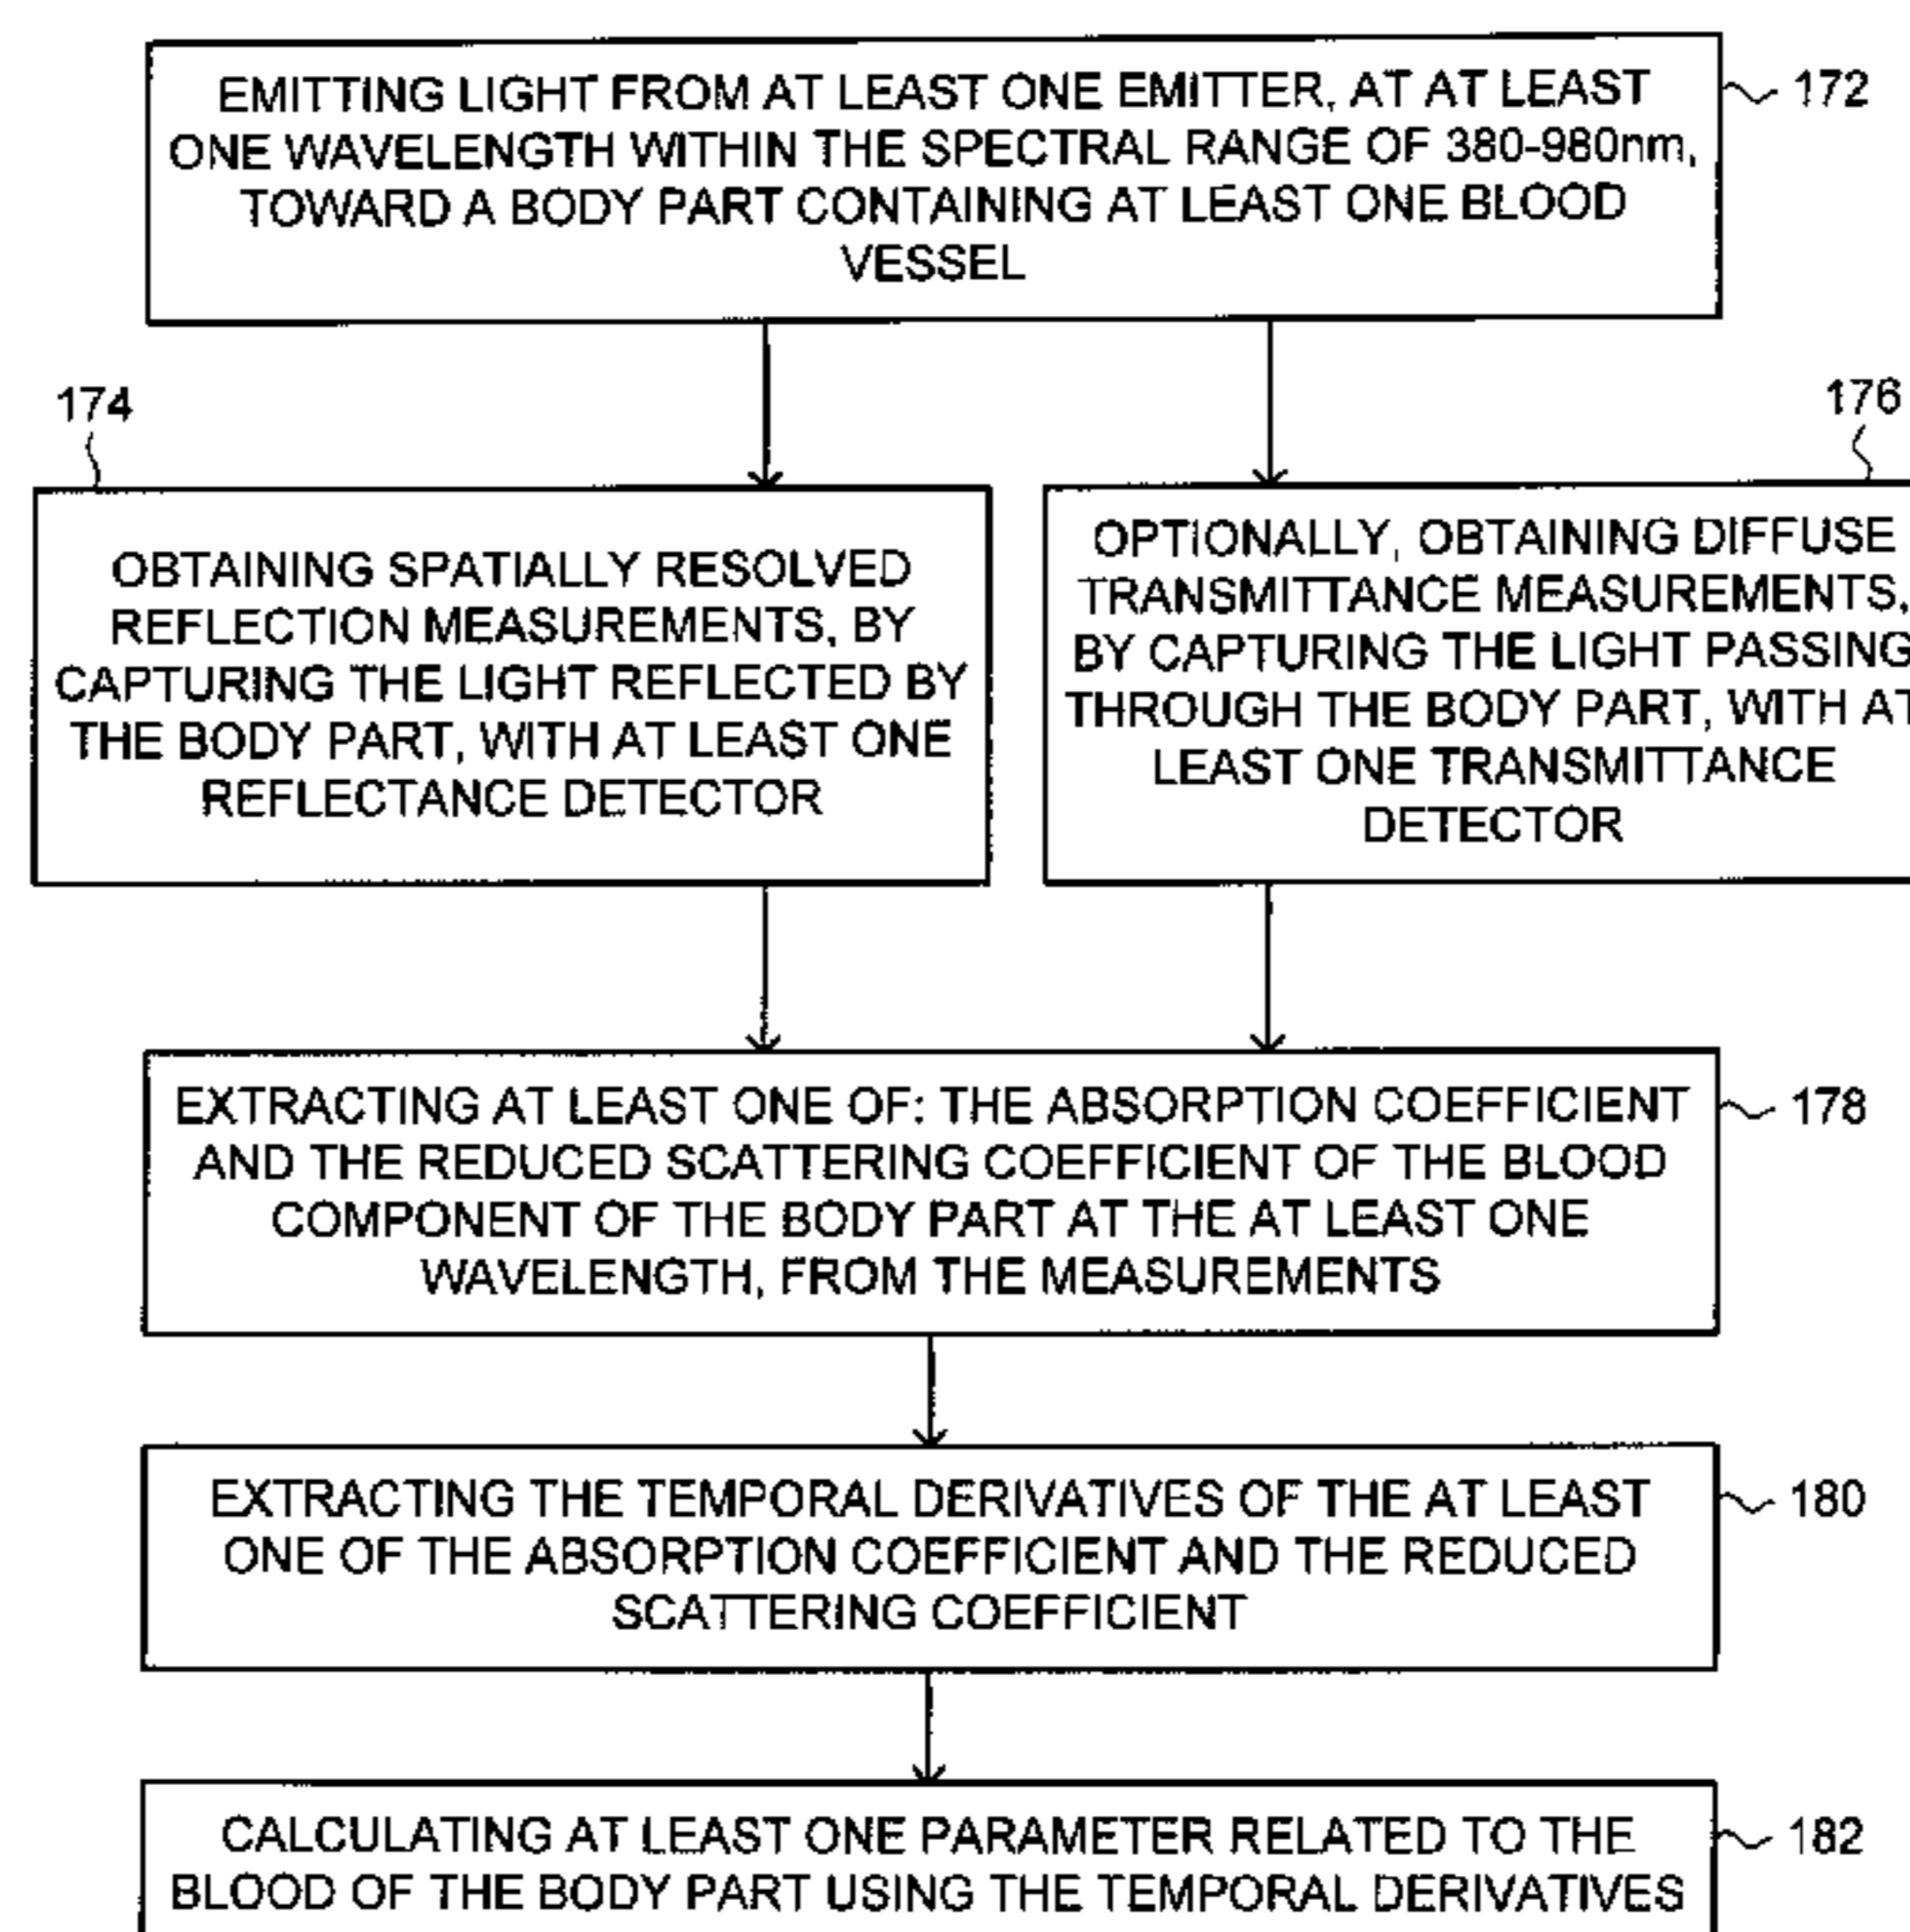 EMITTING LIGHT FROM AT LEAST ONE EMITTER, AT AT LEAST
ONE WAVELENGTH WITHIN THE SPECTRAL RANGE OF 380-980nm,
TOWARD A BODY PART CONTAINING AT LEAST ONE BLOOD
VESSEL
172
174
OBTAINING SPATIALLY RESOLVED
REFLECTION MEASUREMENTS, BY
CAPTURING THE LIGHT REFLECTED BY
THE BODY PART, WITH AT LEAST ONE
REFLECTANCE DETECTOR
176
OPTIONALLY, OBTAINING DIFFUSE
TRANSMITTANCE MEASUREMENTS,
BY CAPTURING THE LIGHT PASSING
THROUGH THE BODY PART, WITH AT
LEAST ONE TRANSMITTANCE
DETECTOR
EXTRACTING AT LEAST ONE OF: THE ABSORPTION COEFFICIENT
AND THE REDUCED SCATTERING COEFFICIENT OF THE BLOOD
COMPONENT OF THE BODY PART AT THE AT LEAST ONE
WAVELENGTH, FROM THE MEASUREMENTS
178
EXTRACTING THE TEMPORAL DERIVATIVES OF THE AT LEAST
ONE OF THE ABSORPTION COEFFICIENT AND THE REDUCED
SCATTERING COEFFICIENT
180
CALCULATING AT LEAST ONE PARAMETER RELATED TO THE
BLOOD OF THE BODY PART USING THE TEMPORAL DERIVATIVES
182